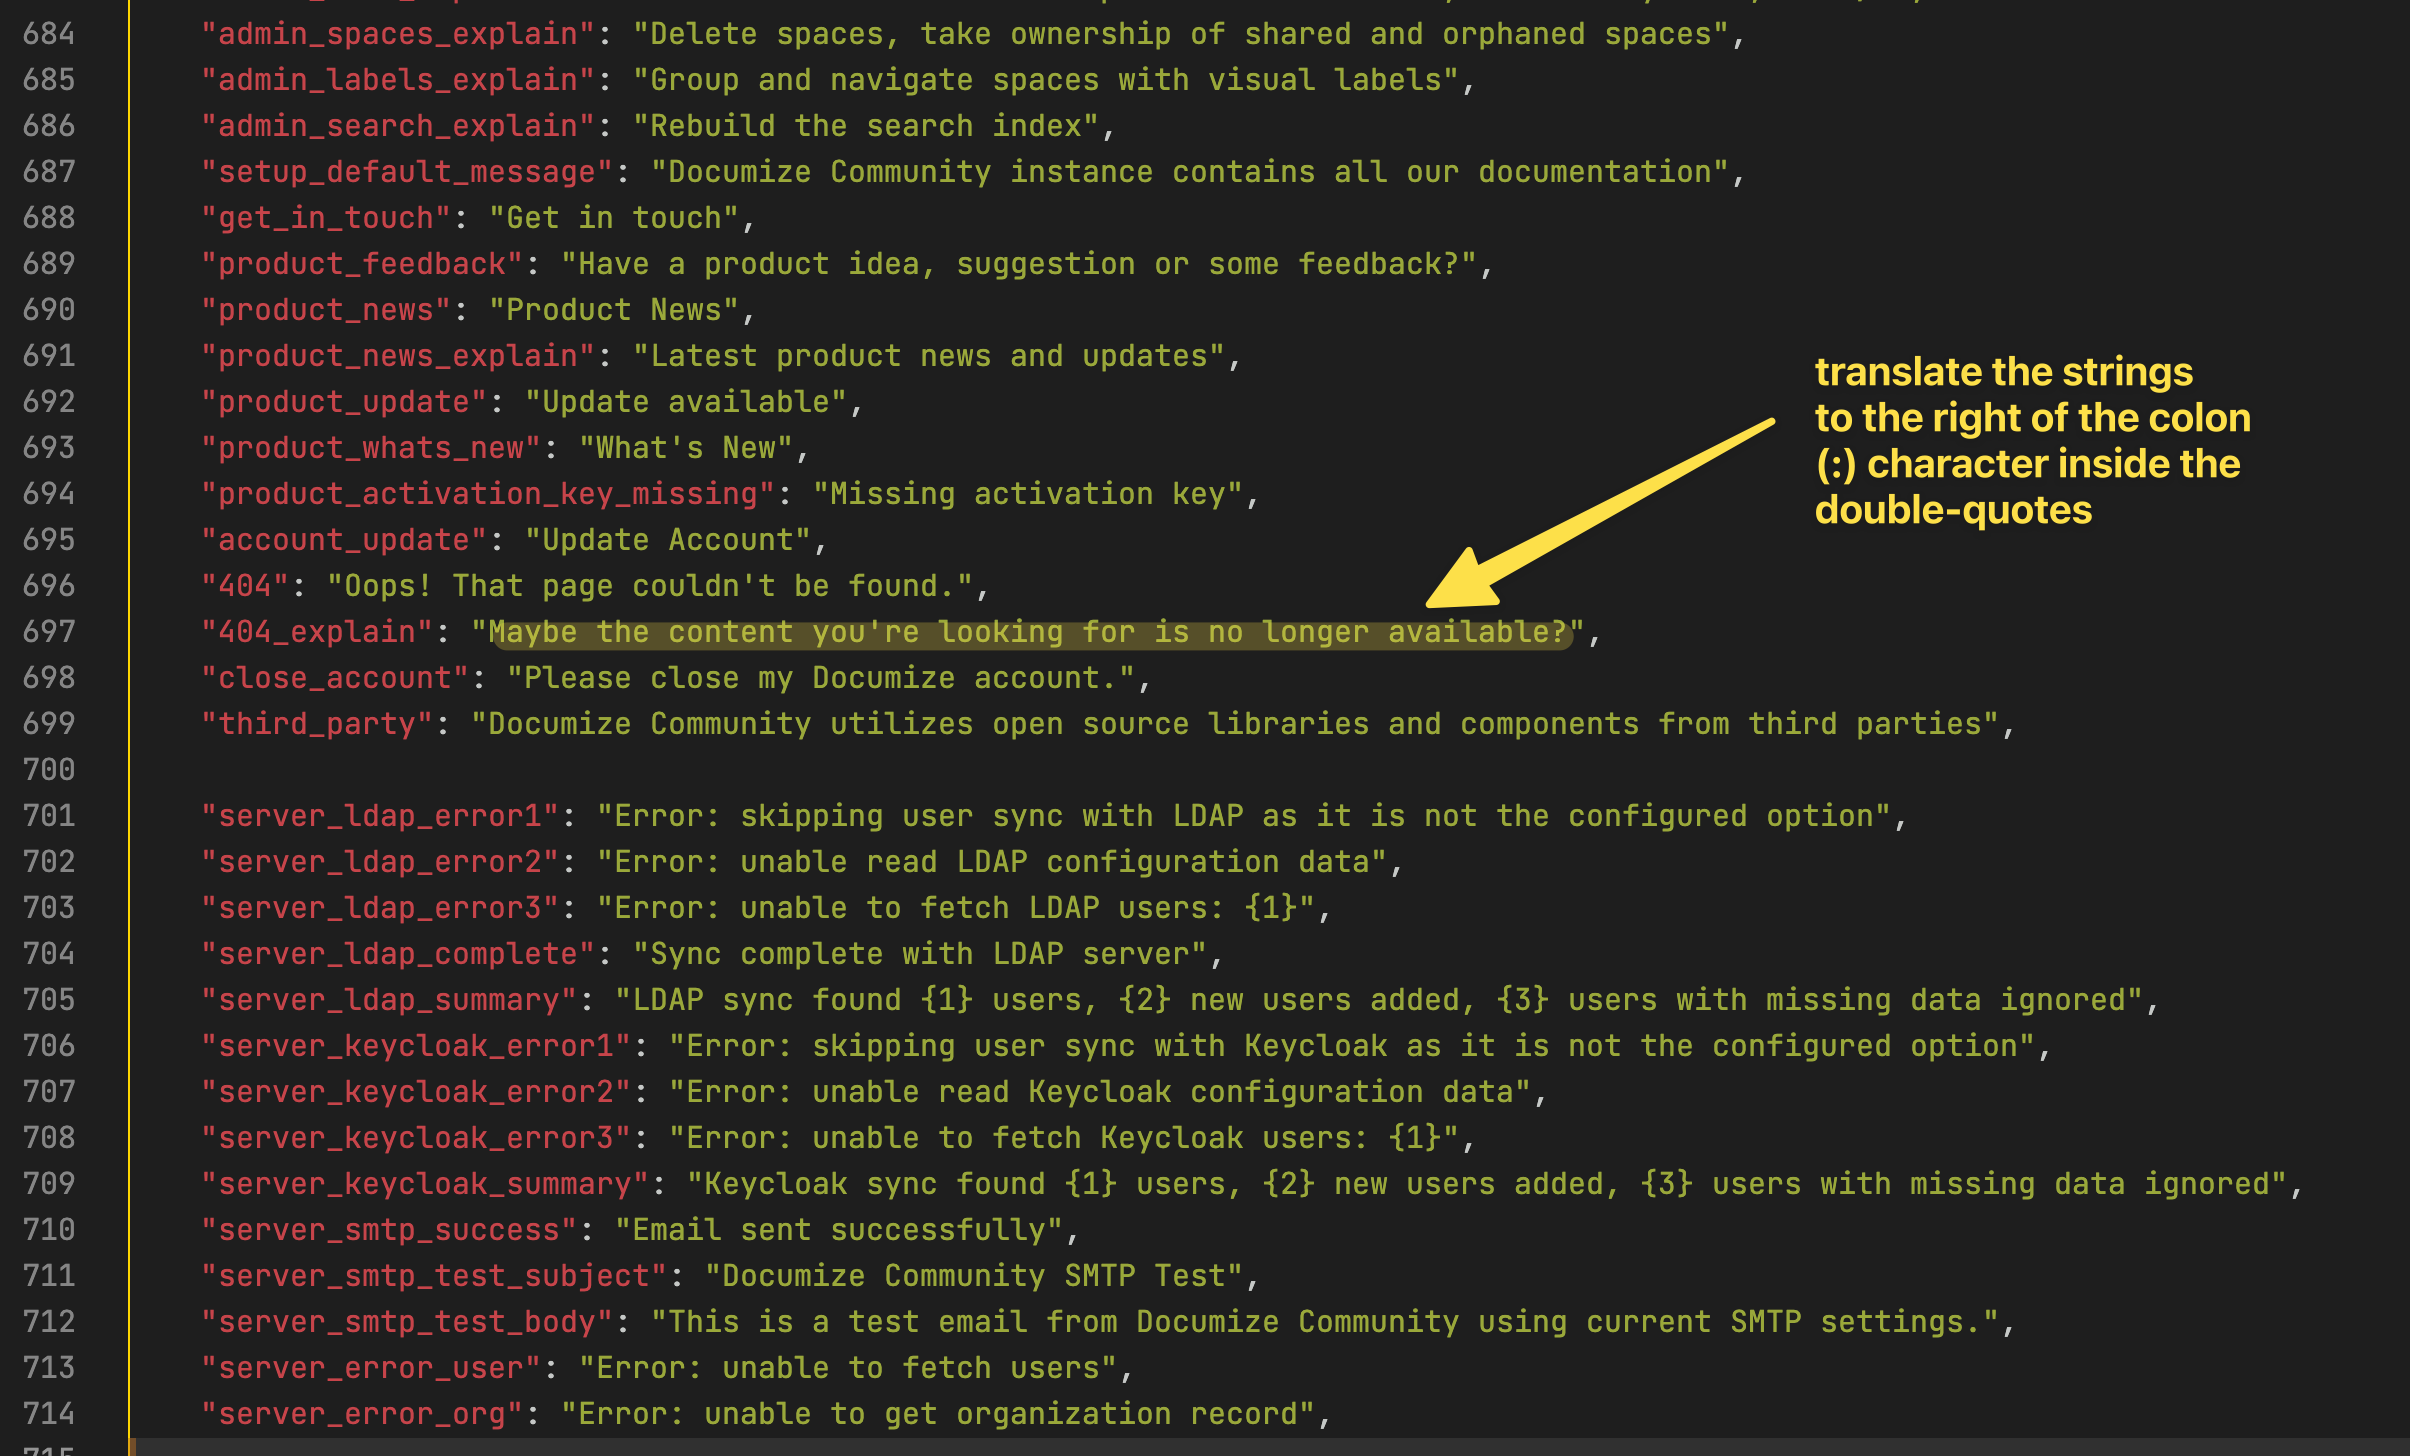 684 "admin_spaces_explain": "Delete spaces, take ownership of shared and orphaned spaces",
685 "admin_labels_explain": "Group and navigate spaces with visual labels",
686 "admin_search_explain": "Rebuild the search index",
687 "setup_default_message": "Documize Community instance contains all our documentation",
688 "get_in_touch": "Get in touch",
689 "product_feedback": "Have a product idea, suggestion or some feedback?",
690 "product_news": "Product News",
691 "product_news_explain": "Latest product news and updates",
692 "product_update": "Update available",
693 "product_whats_new": "What's New",
694 "product_activation_key_missing": "Missing activation key",
695 "account_update": "Update Account",
696 "404": "Oops! That page couldn't be found.",
697 "404_explain": "Maybe the content you're looking for is no longer available?",
698 "close_account": "Please close my Documize account.",
699 "third_party": "Documize Community utilizes open source libraries and components from third parties",
700
701 "server_ldap_error1": "Error: skipping user sync with LDAP as it is not the configured option",
702 "server_ldap_error2": "Error: unable read LDAP configuration data",
703 "server_ldap_error3": "Error: unable to fetch LDAP users: {1}",
704 "server_ldap_complete": "Sync complete with LDAP server",
705 "server_ldap_summary": "LDAP sync found {1} users, {2} new users added, {3} users with missing data ignored",
706 "server_keycloak_error1": "Error: skipping user sync with Keycloak as it is not the configured option",
707 "server_keycloak_error2": "Error: unable read Keycloak configuration data",
708 "server_keycloak_error3": "Error: unable to fetch Keycloak users: {1}",
709 "server_keycloak_summary": "Keycloak sync found {1} users, {2} new users added, {3} users with missing data ignored",
710 "server_smtp_success": "Email sent successfully",
711 "server_smtp_test_subject": "Documize Community SMTP Test",
712 "server_smtp_test_body": "This is a test email from Documize Community using current SMTP settings.",
713 "server_error_user": "Error: unable to fetch users",
714 "server_error_org": "Error: unable to get organization record",
translate the strings
to the right of the colon
(:) character inside the
double-quotes